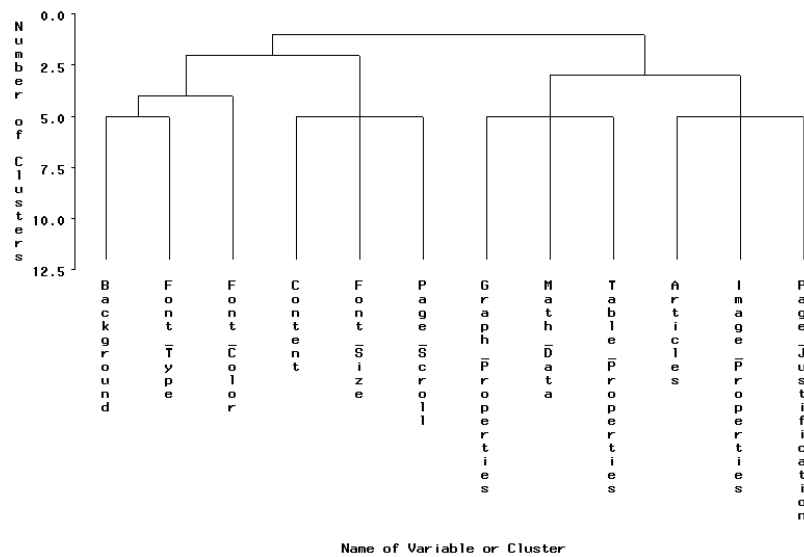 Number of Clusters
0.0
2.5
5.0
7.5
10.0
12.5
Background
Font_Type
Font_Color
Content
Font_Size
Page_Scroll
Graph_Properties
Math_Data
Table_Properties
Articles
Image_Properties
Page_Justification
Name of Variable or Cluster